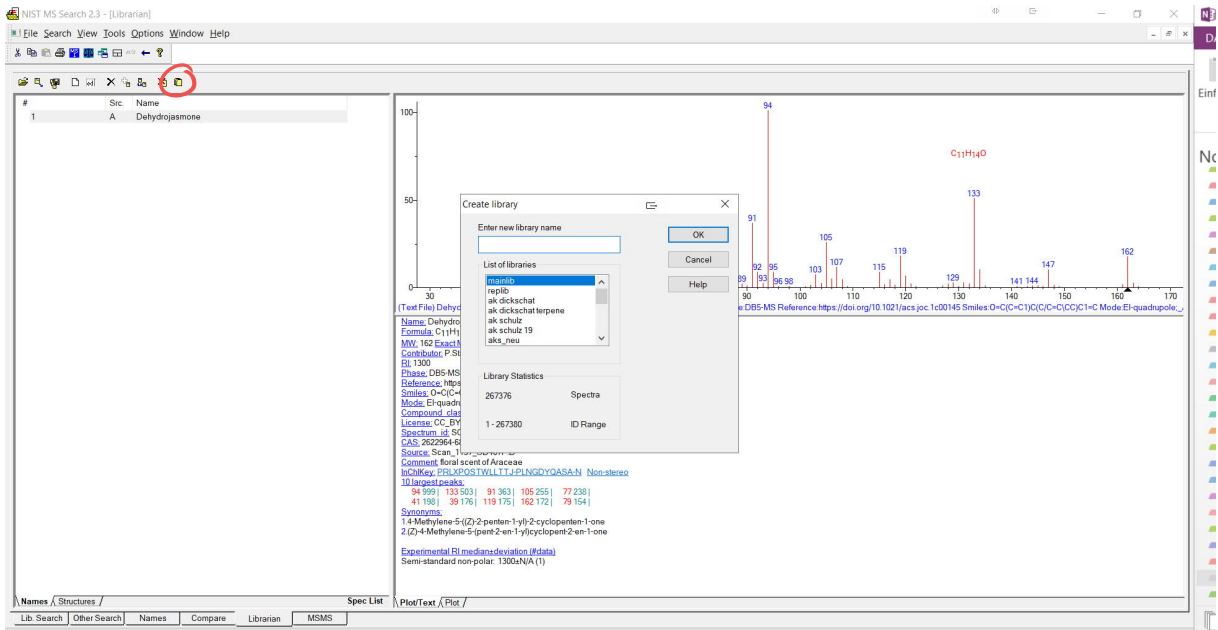 NIST MS Search 2.3 - [Librarian]
File Search View Tools Options Window Help
# Src. Name
1 A Dehydrojasmone
100-
50-
0-
94
C11H14O
133
91
105
119
162
92
95
103
107
115
147
89
93
96 98
129
141 144
30
90
100
110
120
130
140
150
160
170
(Text File) Dehyd
e:DB5-MS Reference:https://doi.org/10.1021/acs.joc.1c00145 Smiles:O=C(C=C1)C(C/C=C\CC)C1=C Mode:EI-quadrupole;_
Create library
Enter new library name
OK
Cancel
Help
List of libraries
mainlib
replib
ak dickschat
ak dickschat terpene
ak schulz
ak schulz 19
aks_neu
Library Statistics
267376 Spectra
1 - 267380 ID Range
Name: Dehydro
Formula: C11H1
MW: 162 Exact M
Contributor: P.St
RI: 1300
Phase: DB5-MS
Reference: https
Smiles: O=C(C=
Mode: EI-quadru
Compound_clas
License: CC_BY
Spectrum_id: SC
CAS: 2622964-6
Source: Scan_1
Comment: floral scent of Araceae
InChIKey: PRLXPOSTWLLTTJ-PLNGDYQASA-N Non-stereo
10 largest peaks:
94 999 | 133 503 | 91 363 | 105 255 | 77 238 |
41 198 | 39 176 | 119 175 | 162 172 | 79 154 |
Synonyms:
1.4-Methylene-5-((Z)-2-penten-1-yl)-2-cyclopenten-1-one
2.(Z)-4-Methylene-5-(pent-2-en-1-yl)cyclopent-2-en-1-one
Experimental RI median±deviation (#data)
Semi-standard non-polar: 1300±N/A (1)
Names Structures Spec List
Plot/Text Plot
Lib. Search Other Search Names Compare Librarian MSMS
Einf